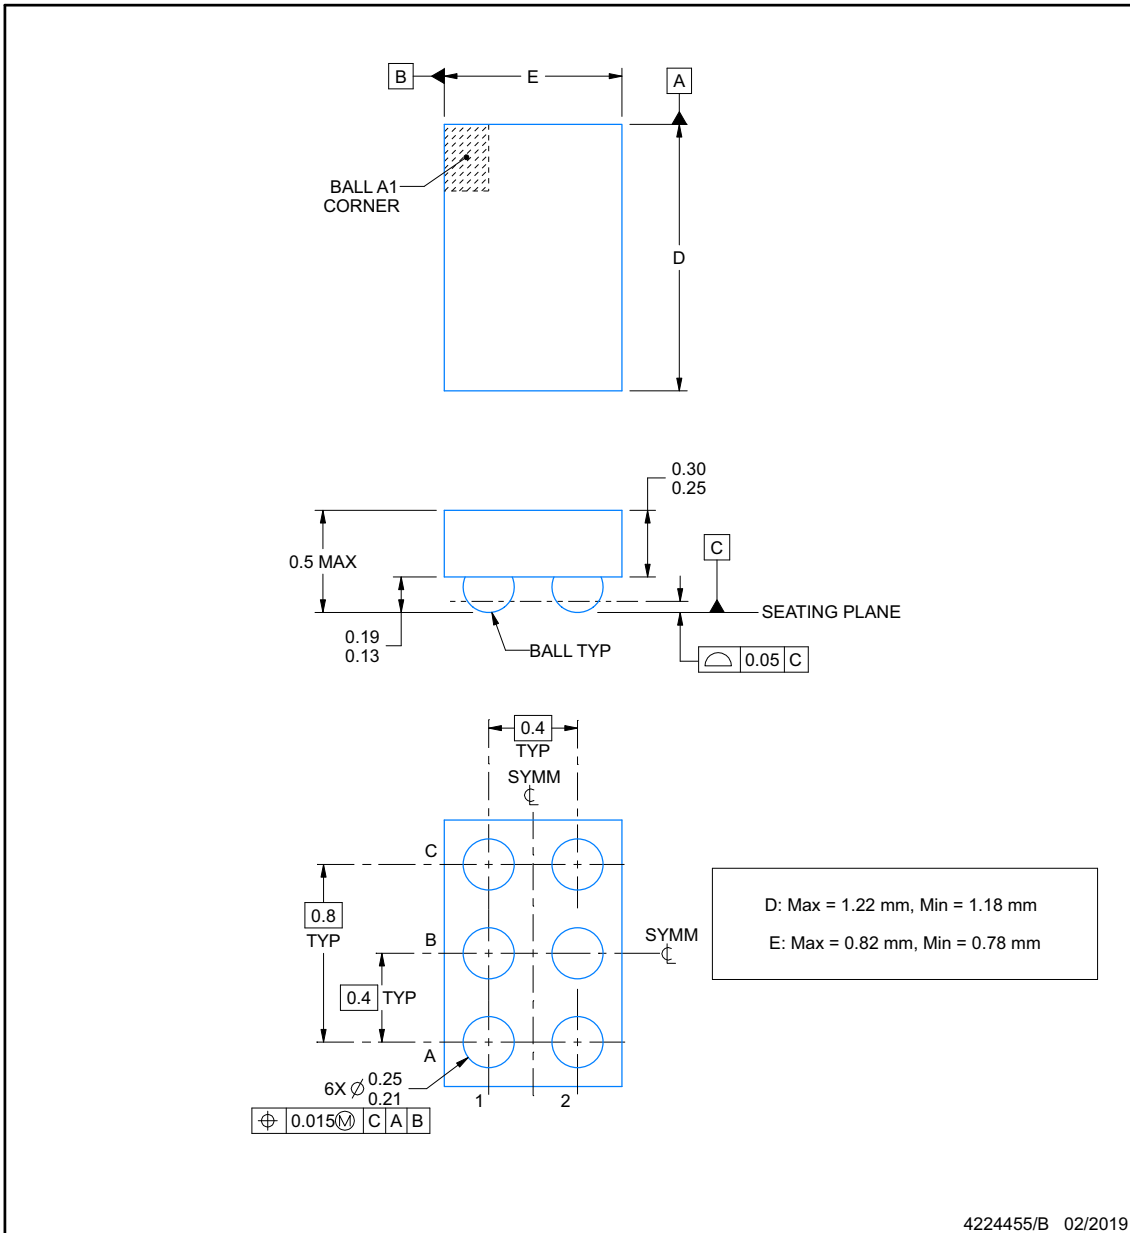 B
E
A
BALL A1
CORNER
D
0.30
0.25
0.5 MAX
C
0.19
0.13
BALL TYP
SEATING PLANE
0.05 C
0.4
TYP
SYMM
C
0.8
TYP
B
SYMM
0.4 TYP
A
6X ⌀ 0.25
0.21
1 2
0.015 Ⓜ C A B
D: Max = 1.22 mm, Min = 1.18 mm
E: Max = 0.82 mm, Min = 0.78 mm
4224455/B 02/2019